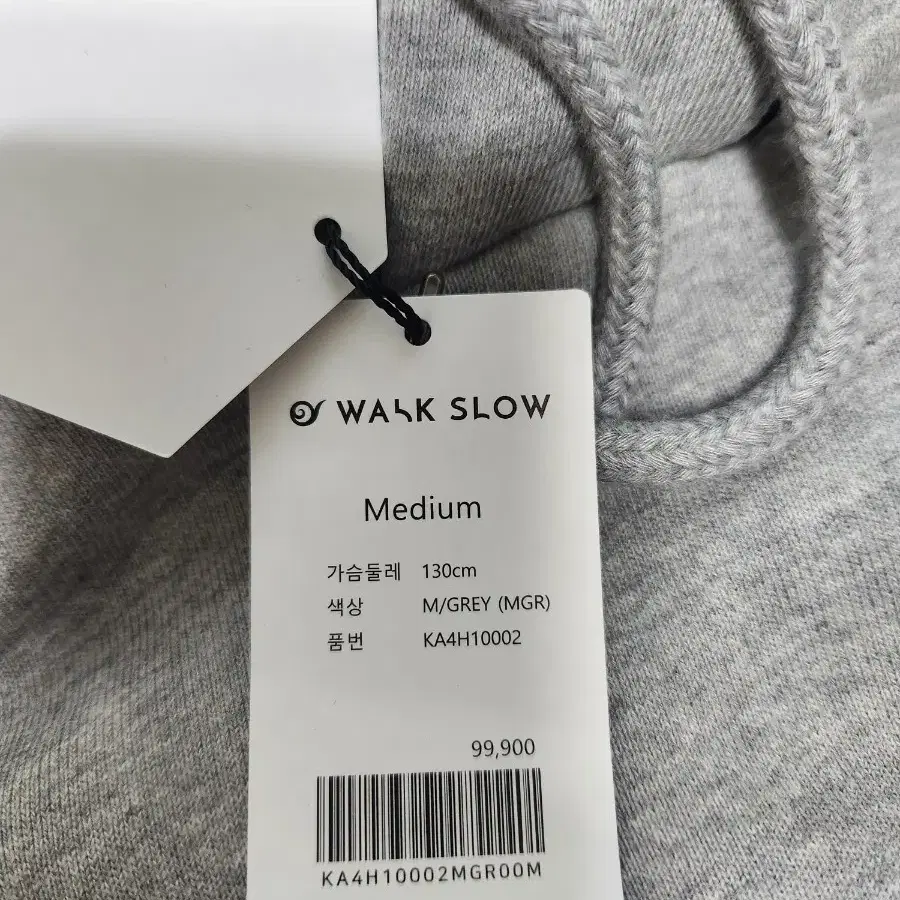 WALK SLOW
Medium
가슴둘레 130cm
색상 M/GREY (MGR)
품번 KA4H10002
99,900
KA4H10002MGR00M